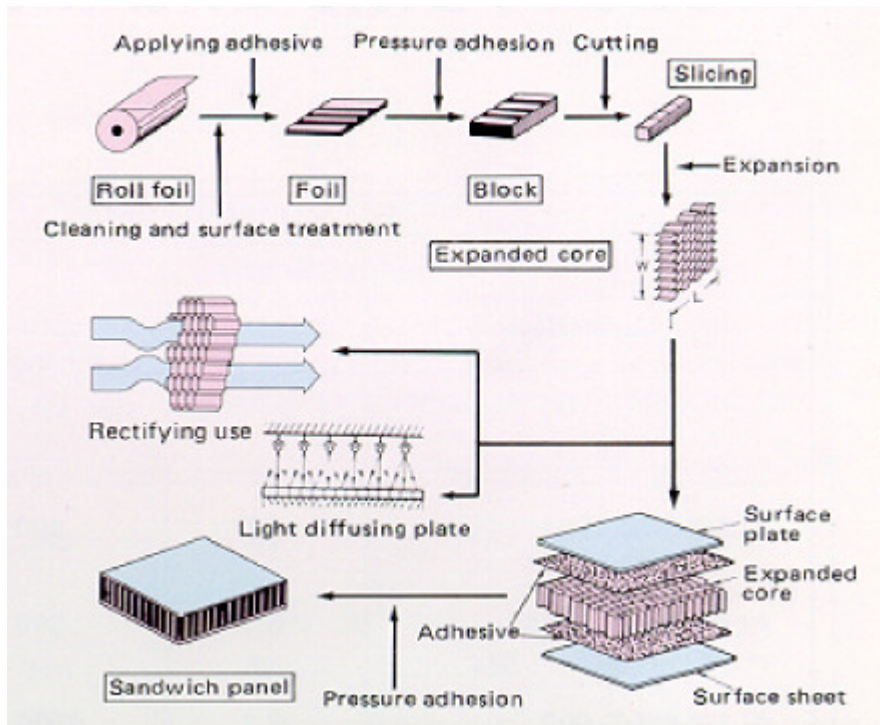 Applying adhesive
Pressure adhesion
Cutting
Slicing
Roll foil
Foil
Block
Expansion
Cleaning and surface treatment
Expanded core
W
L
Rectifying use
Light diffusing plate
Surface
plate
Expanded
core
Adhesive
Sandwich panel
Pressure adhesion
Surface sheet